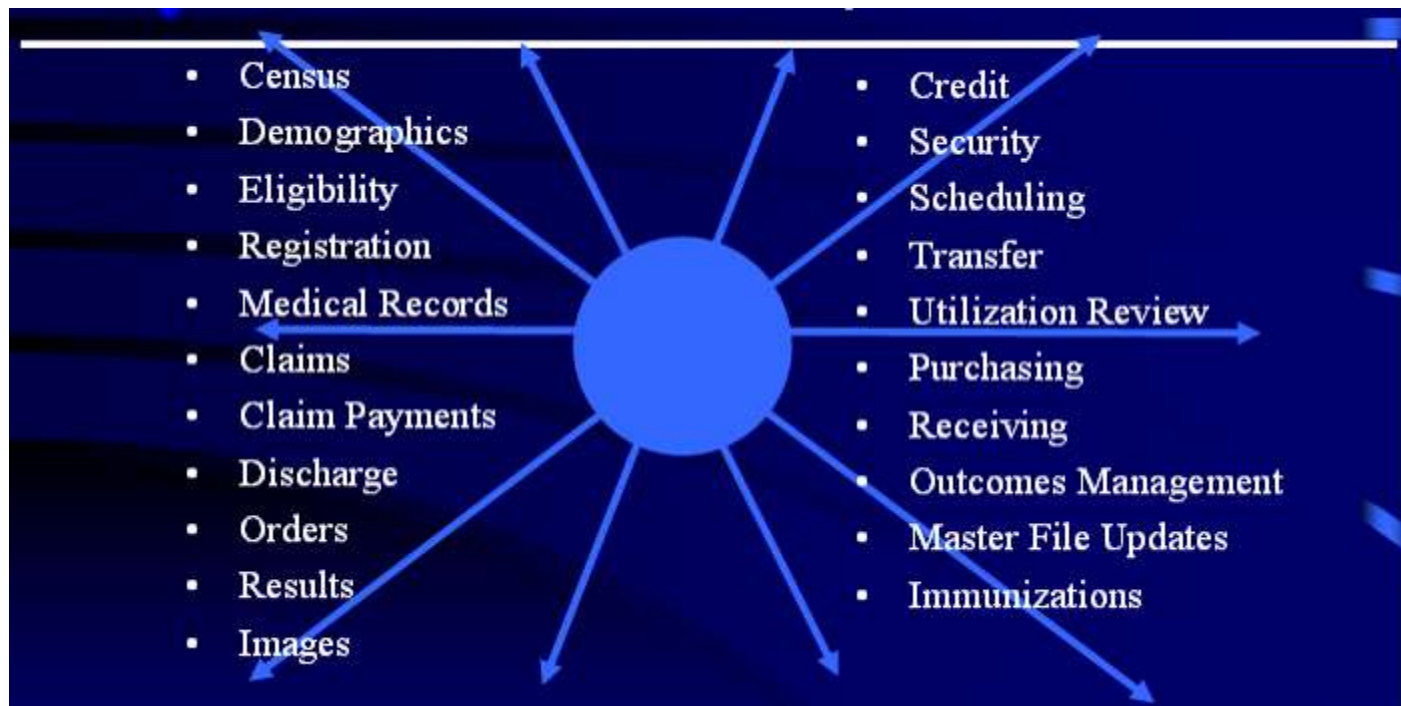 • Census
• Demographics
• Eligibility
• Registration
• Medical Records
• Claims
• Claim Payments
• Discharge
• Orders
• Results
• Images
• Credit
• Security
• Scheduling
• Transfer
• Utilization Review
• Purchasing
• Receiving
• Outcomes Management
• Master File Updates
• Immunizations